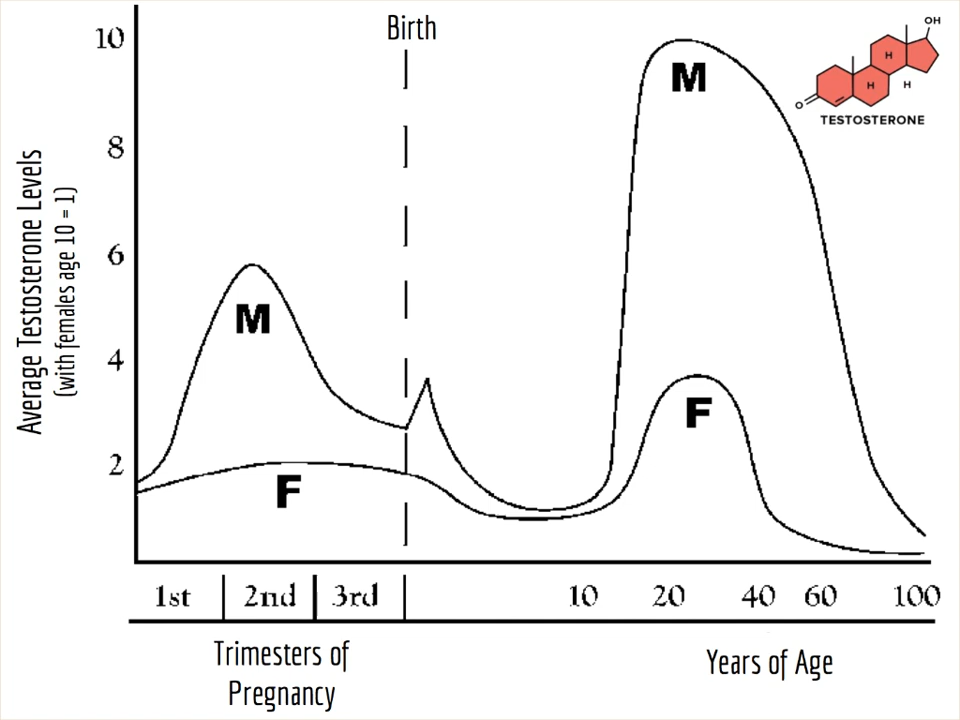 Birth
10
8
6
4
2
Average Testosterone Levels
(with females age 10 = 1)
M
F
M
F
OH
H
H
H
O
TESTOSTERONE
1st 2nd 3rd 10 20 40 60 100
Trimesters of
Pregnancy
Years of Age